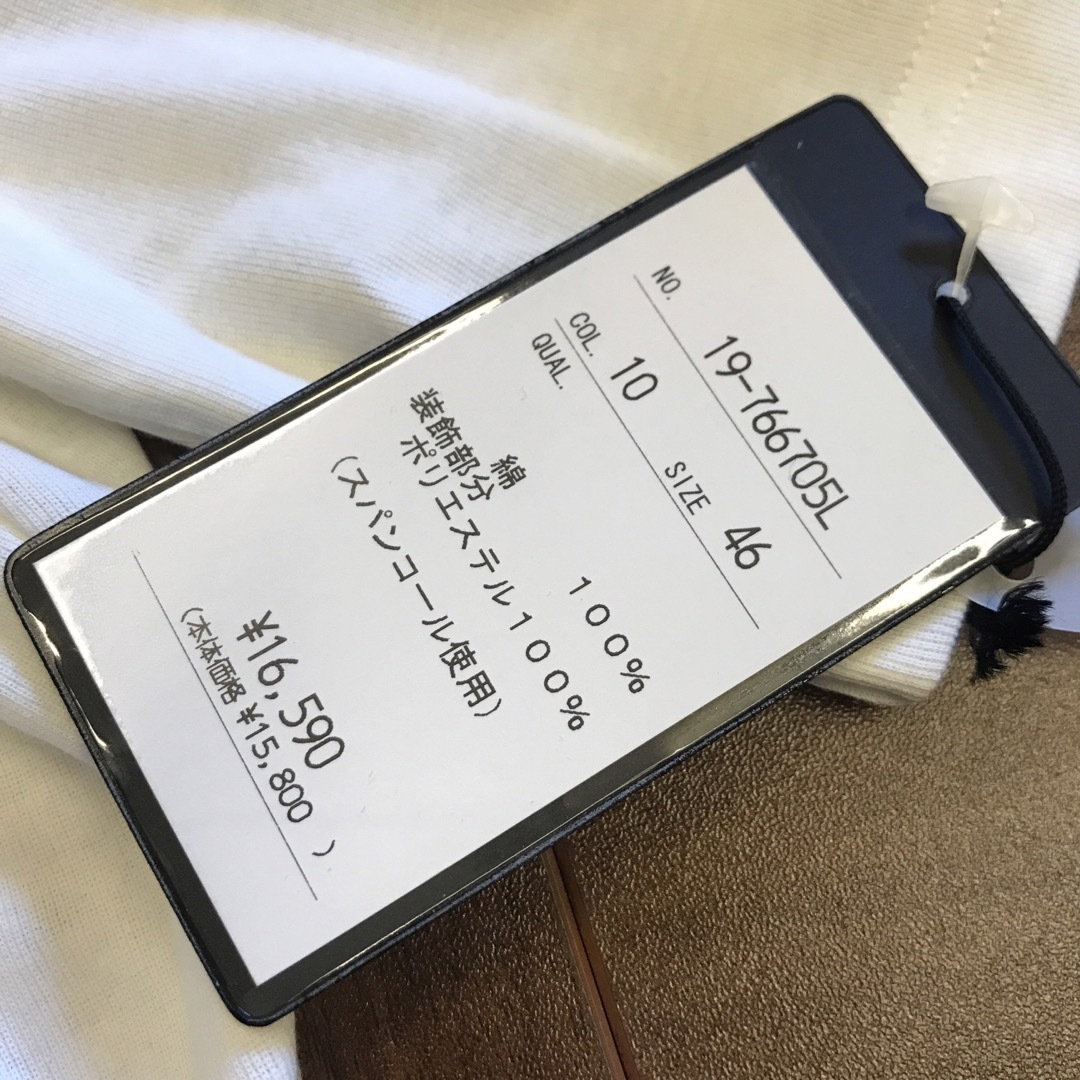 NO. 19-766705L
COL. 10 SIZE 46
QUAL.
綿 １００％
装飾部分
ポリエステル１００％
（スパンコール使用）
¥16,590
（本体価格 ¥15,800 ）